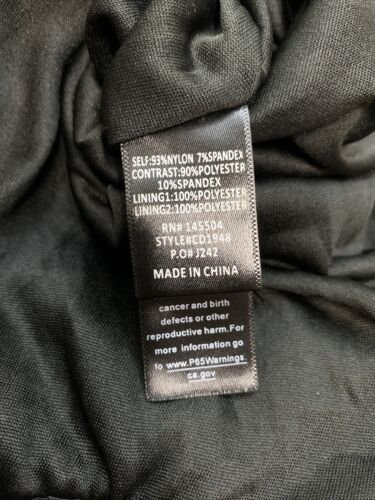 SELF:93%NYLON 7%SPANDEX
CONTRAST:90%POLYESTER
10%SPANDEX
LINING1:100%POLYESTER
LINING2:100%POLYESTER
RN# 145504
STYLE#CD1948
P.O# J242
MADE IN CHINA
cancer and birth
defects or other
reproductive harm.For
more information go
to www.P65Warnings.
ca.gov